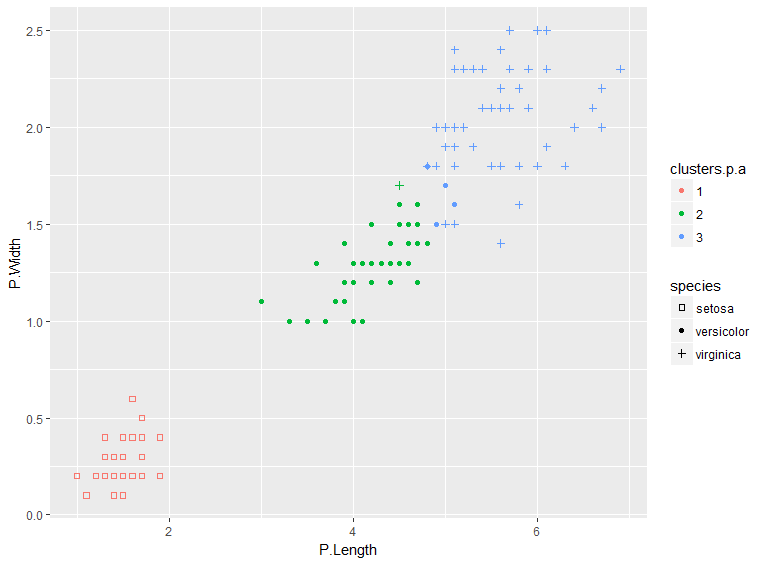 2.5
2.0
1.5
1.0
0.5
0.0
P.Width
2
4
6
P.Length
clusters.p.a
1
2
3
species
setosa
versicolor
virginica